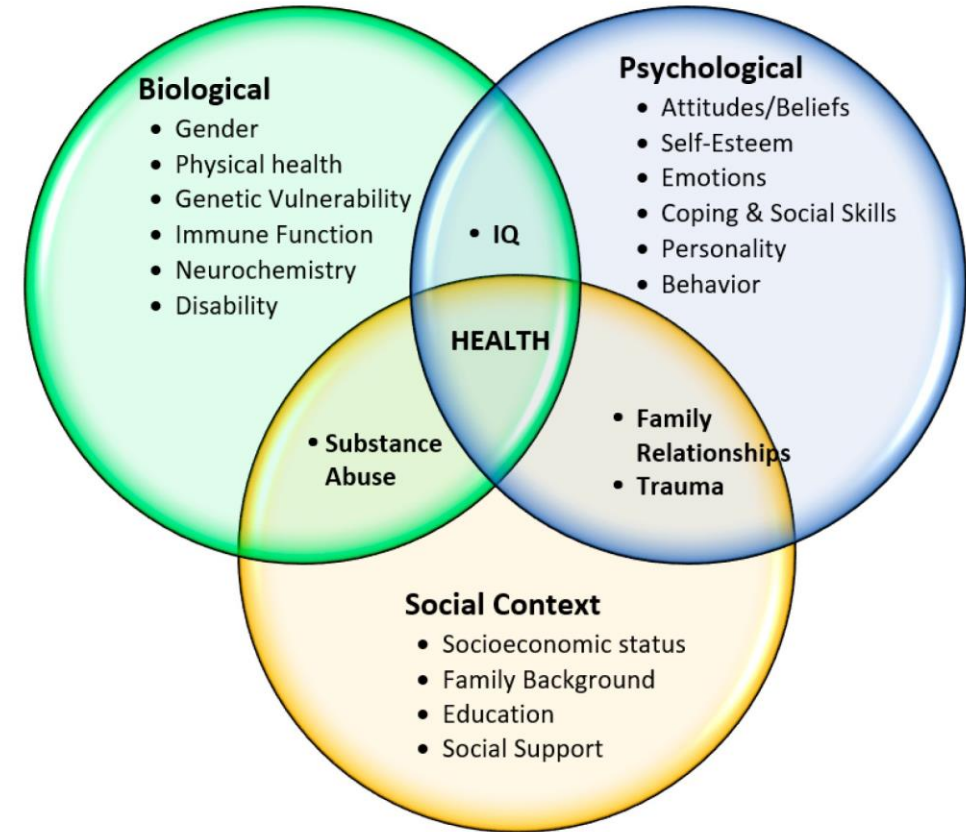 Biological
• Gender
• Physical health
• Genetic Vulnerability
• Immune Function
• Neurochemistry
• Disability
Psychological
• Attitudes/Beliefs
• Self-Esteem
• Emotions
• Coping & Social Skills
• Personality
• Behavior
• IQ
HEALTH
• Substance
Abuse
• Family
Relationships
• Trauma
Social Context
• Socioeconomic status
• Family Background
• Education
• Social Support